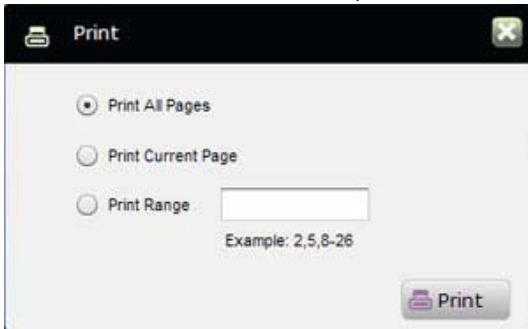 Print
Print All Pages
Print Current Page
Print Range
Example: 2,5,8-26
Print